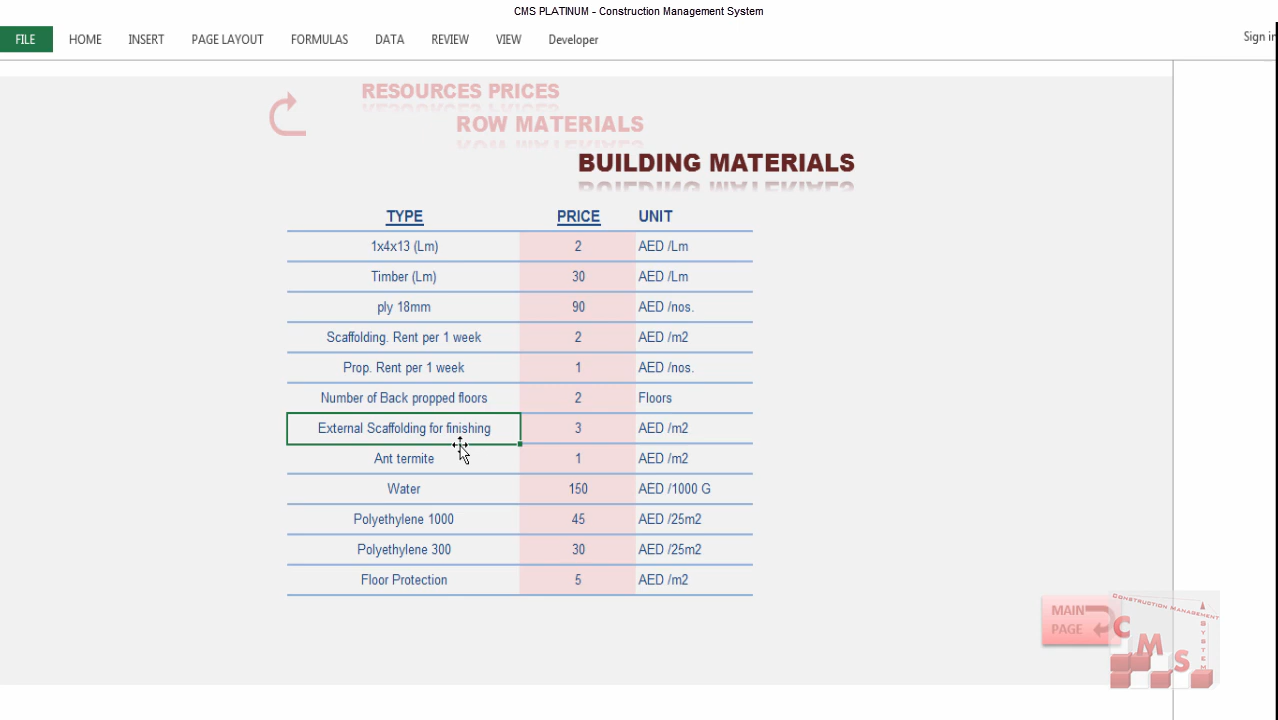 CMS PLATINUM - Construction Management System
FILE HOME INSERT PAGE LAYOUT FORMULAS DATA REVIEW VIEW Developer Sign in
RESOURCES PRICES
ROW MATERIALS
BUILDING MATERIALS
TYPE PRICE UNIT
1x4x13 (Lm) 2 AED /Lm
Timber (Lm) 30 AED /Lm
ply 18mm 90 AED /nos.
Scaffolding. Rent per 1 week 2 AED /m2
Prop. Rent per 1 week 1 AED /nos.
Number of Back propped floors 2 Floors
External Scaffolding for finishing 3 AED /m2
Ant termite 1 AED /m2
Water 150 AED /1000 G
Polyethylene 1000 45 AED /25m2
Polyethylene 300 30 AED /25m2
Floor Protection 5 AED /m2
MAIN
PAGE
CONSTRUCTION MANAGEMENT
SYSTEM
CMS